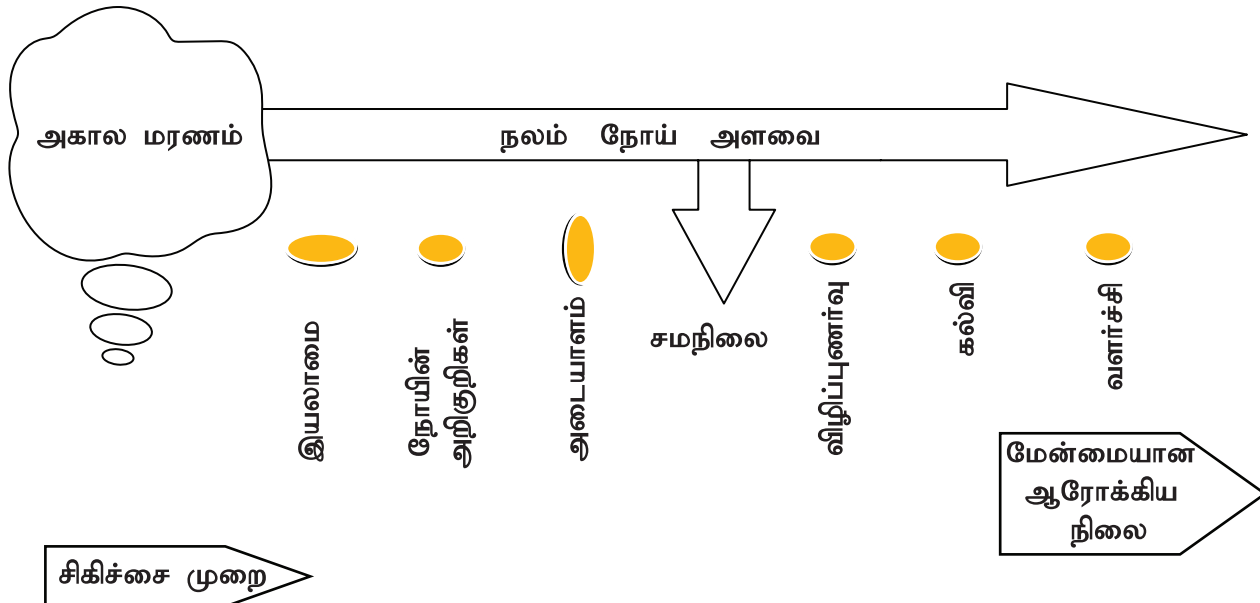 அகால மரணம்
நலம் நோய் அளவை
இயலாமை
நோயின்
அறிகுறிகள்
அடையாளம்
சமநிலை
விழிப்புணர்வு
கல்வி
வளர்ச்சி
மேன்மையான
ஆரோக்கிய
நிலை
சிகிச்சை முறை